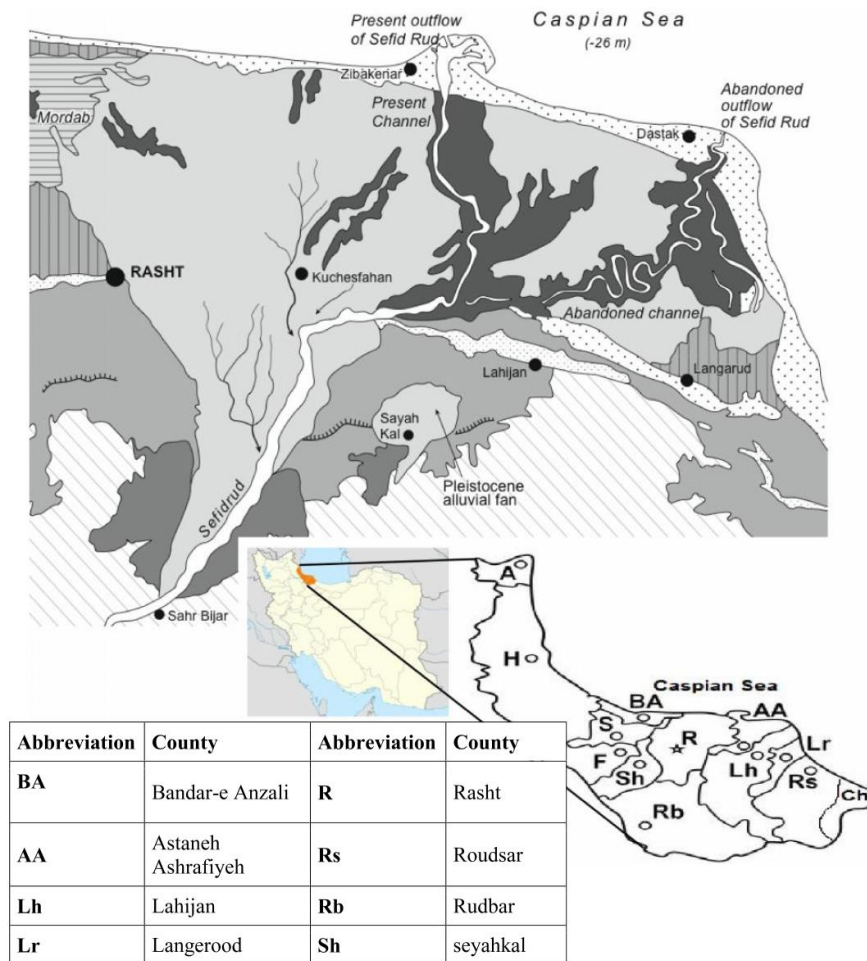 Present outflow
of Sefid Rud
Caspian Sea
(-26 m)
Zibakenar
Abandoned
outflow
of Sefid Rud
Mordab
Present
Channel
Dastak
RASHT
Kuchesfahan
Abandoned channel
Lahijan
Langarud
Sayah
Kal
Pleistocene
alluvial fan
Sefidrud
Sahr Bijar
A
H
Caspian Sea
BA
AA
S
R
Lr
F
Lh
Sh
Rs
Ch
Rb
Abbreviation County Abbreviation County
BA Bandar-e Anzali R Rasht
AA Astaneh
Ashrafiyeh Rs Roudsar
Lh Lahijan Rb Rudbar
Lr Langerood Sh seyahkal